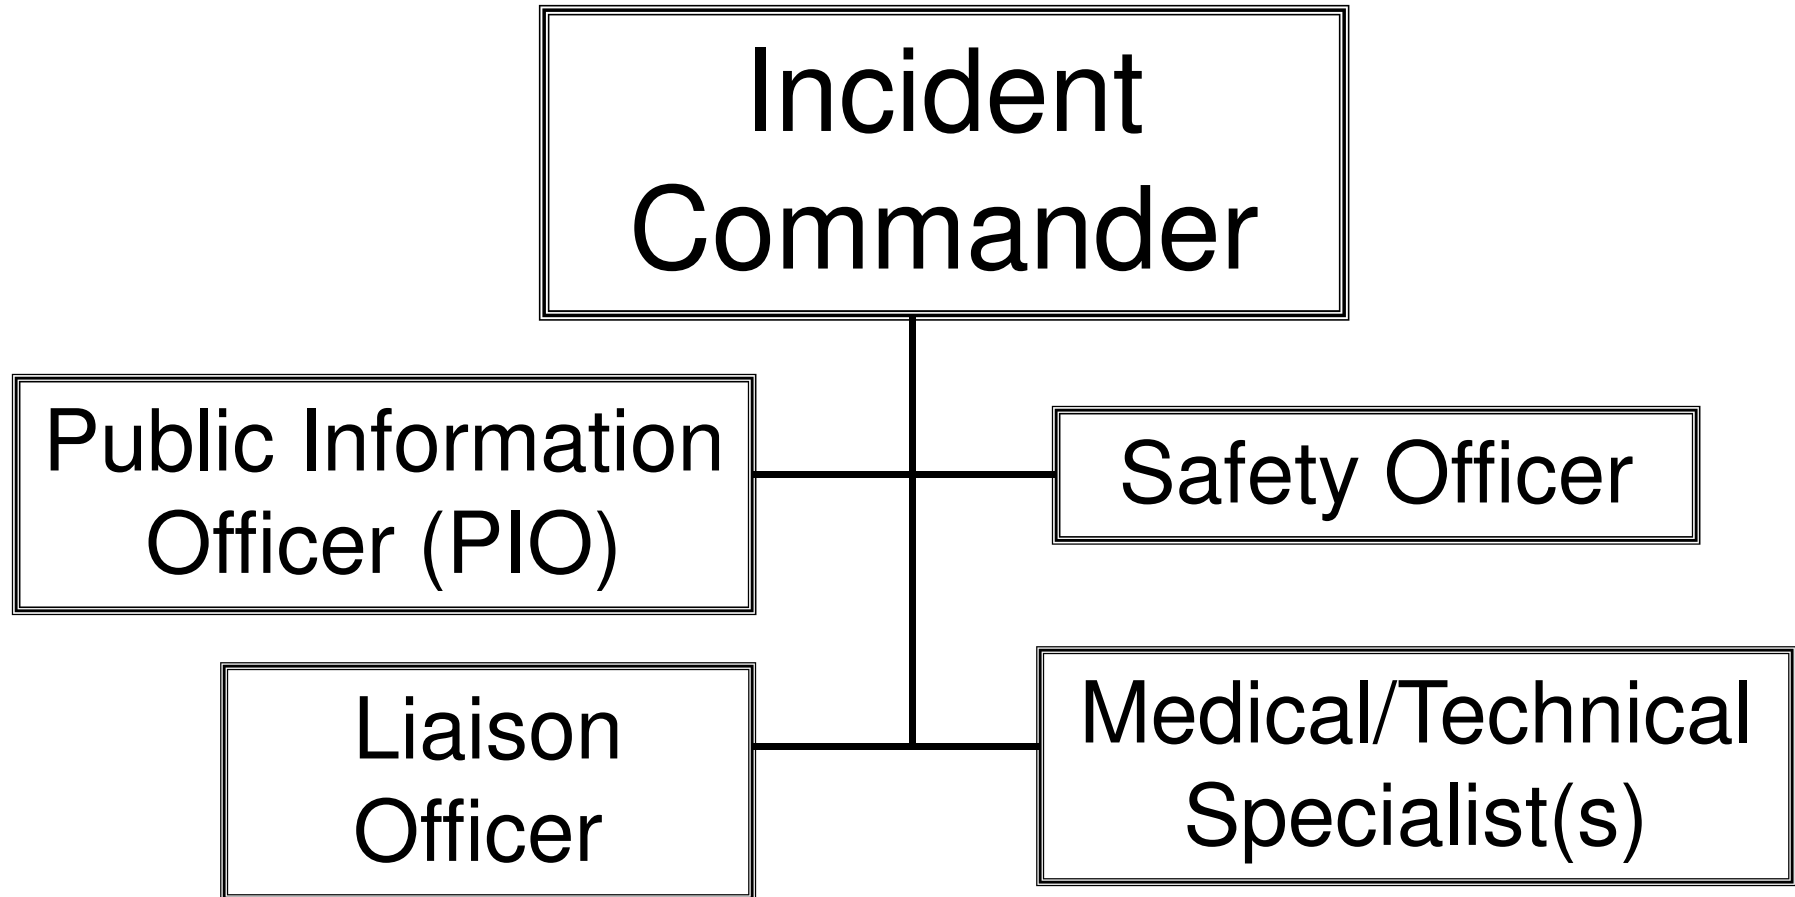 Incident
Commander
Public Information
Officer (PIO)
Safety Officer
Liaison
Officer
Medical/Technical
Specialist(s)